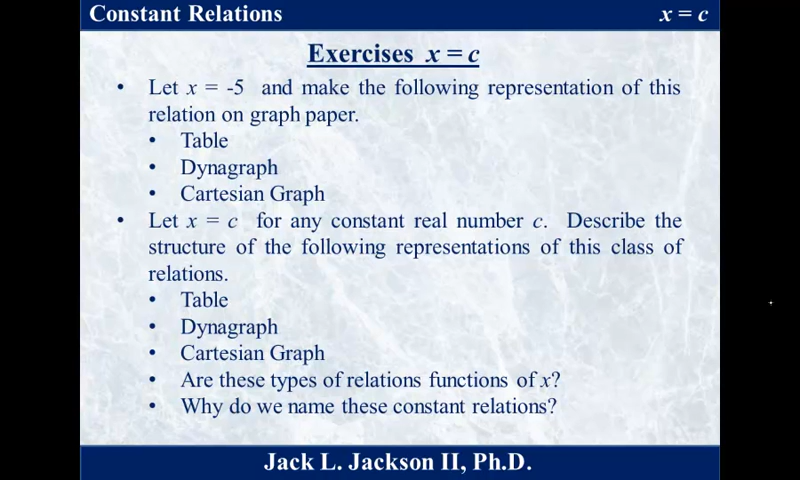 Constant Relations
x = c
Exercises x = c
• Let x = -5 and make the following representation of this
relation on graph paper.
• Table
• Dynagraph
• Cartesian Graph
• Let x = c for any constant real number c. Describe the
structure of the following representations of this class of
relations.
• Table
• Dynagraph
• Cartesian Graph
• Are these types of relations functions of x?
• Why do we name these constant relations?
Jack L. Jackson II, Ph.D.